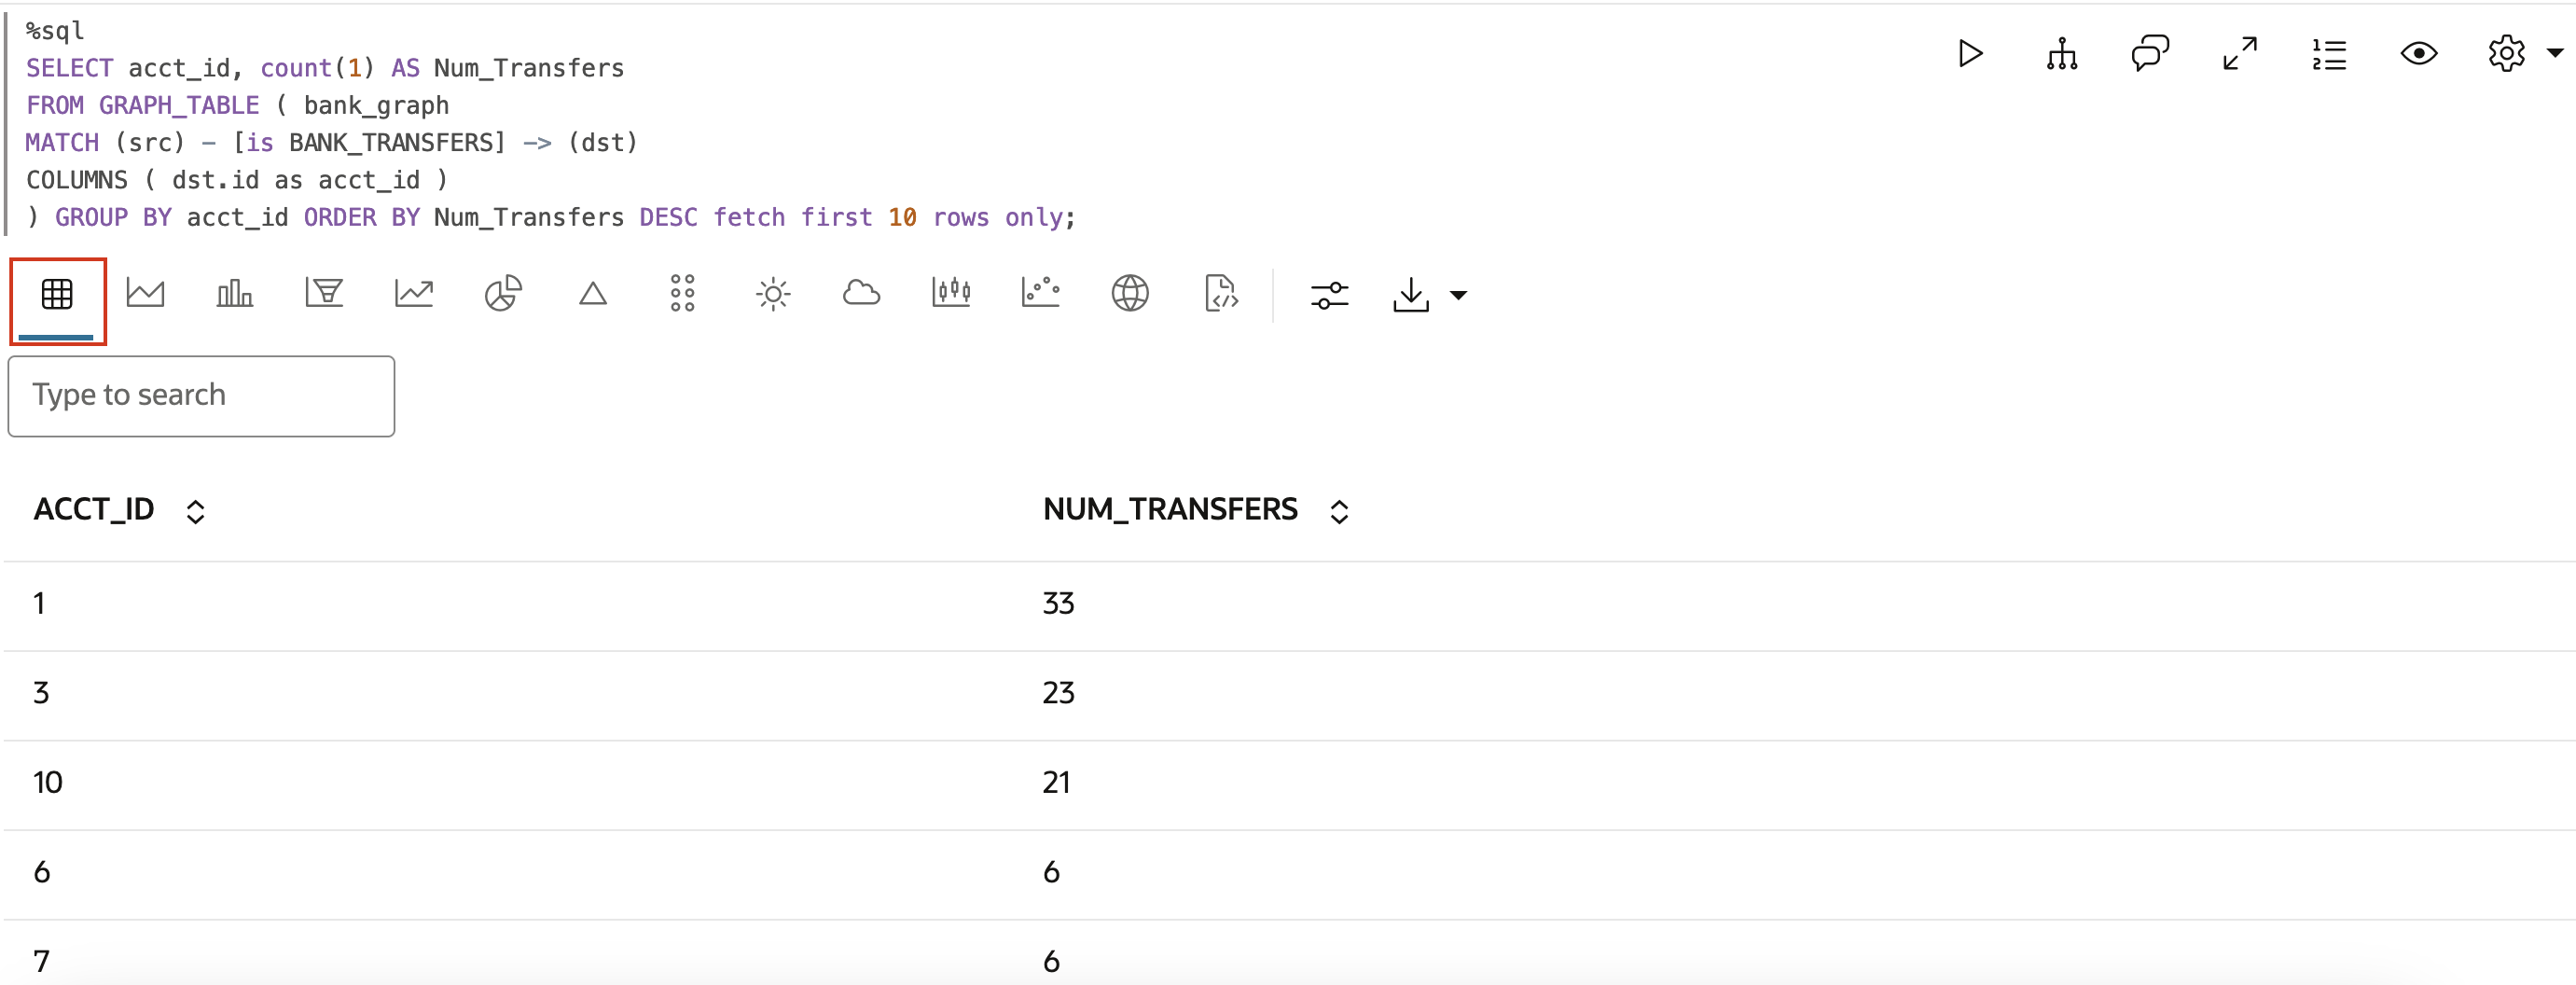 %sql
SELECT acct_id, count(1) AS Num_Transfers
FROM GRAPH_TABLE ( bank_graph
MATCH (src) - [is BANK_TRANSFERS] -> (dst)
COLUMNS ( dst.id as acct_id )
) GROUP BY acct_id ORDER BY Num_Transfers DESC fetch first 10 rows only;
Type to search
ACCT_ID NUM_TRANSFERS
1 33
3 23
10 21
6 6
7 6